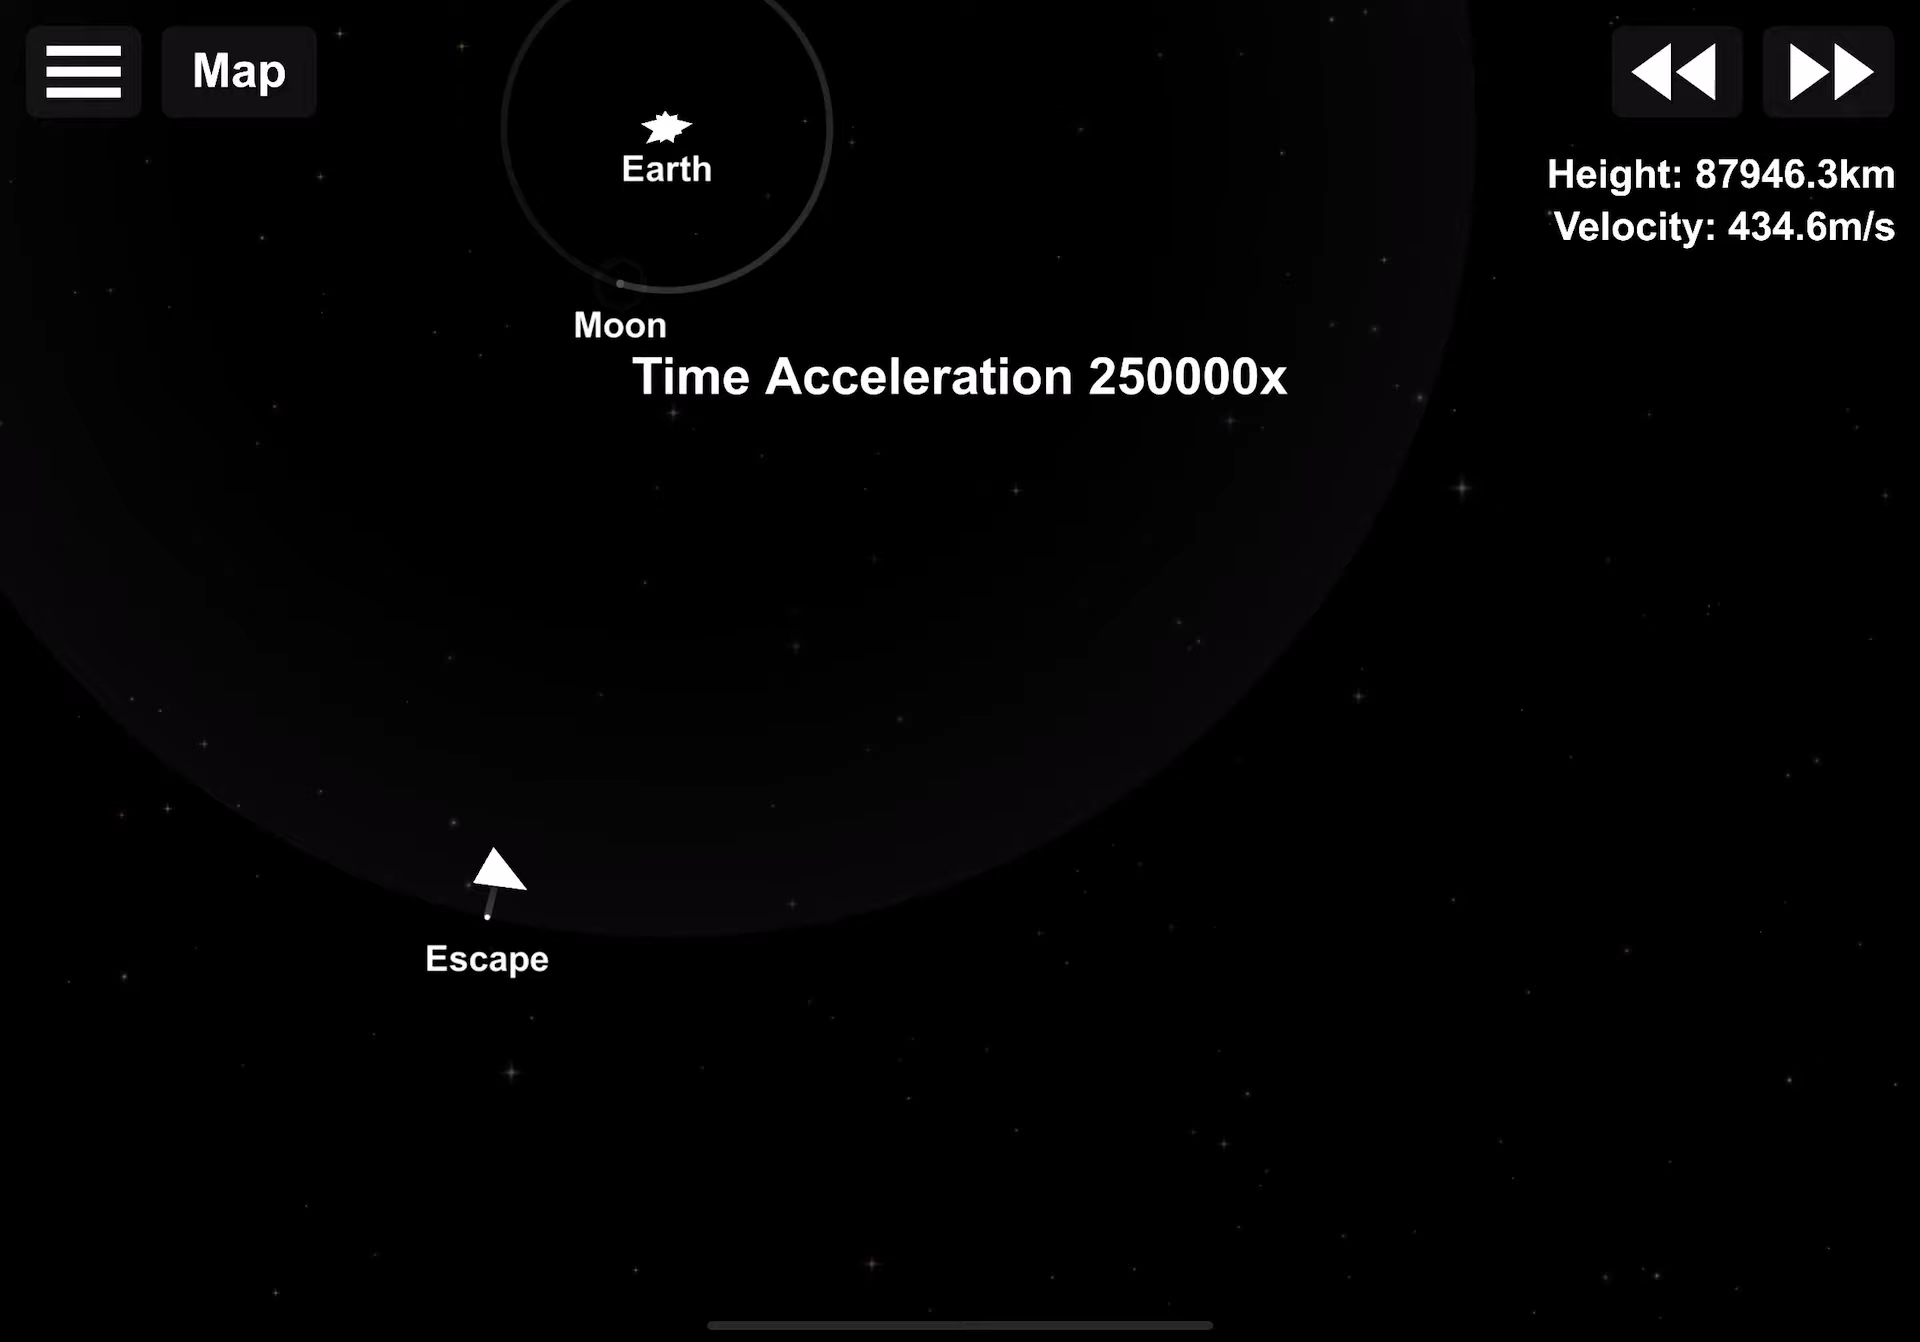 Map
Height: 87946.3km
Velocity: 434.6m/s
Earth
Moon
Time Acceleration 250000x
Escape